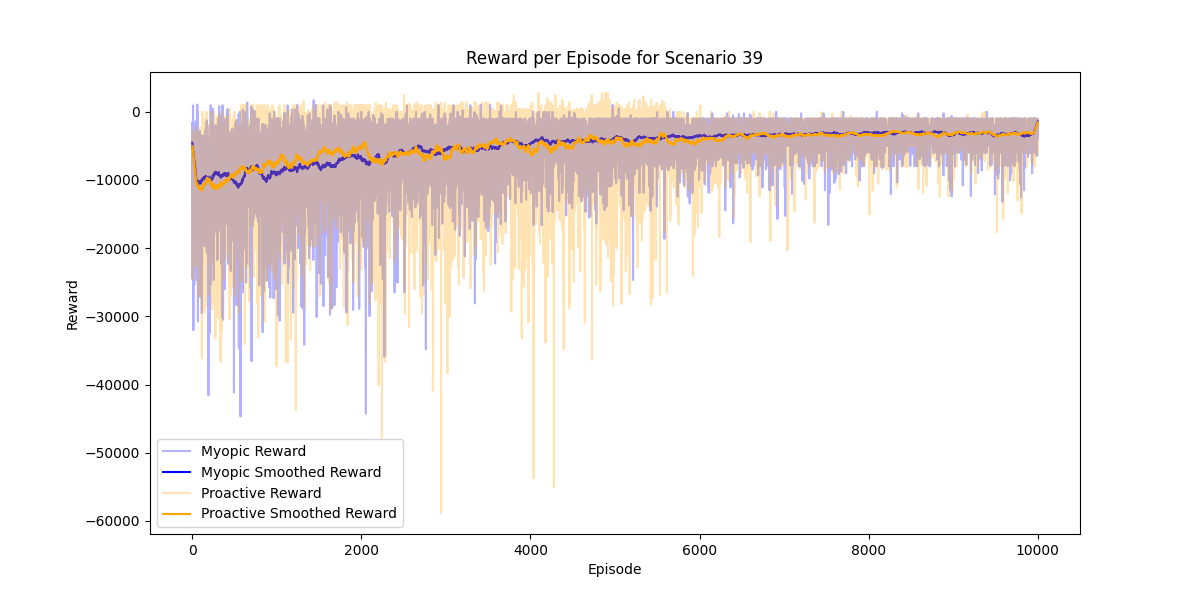 Reward per Episode for Scenario 39
0
−10000
−20000
−30000
−40000
−50000
−60000
Reward
Myopic Reward
Myopic Smoothed Reward
Proactive Reward
Proactive Smoothed Reward
0 2000 4000 6000 8000 10000
Episode